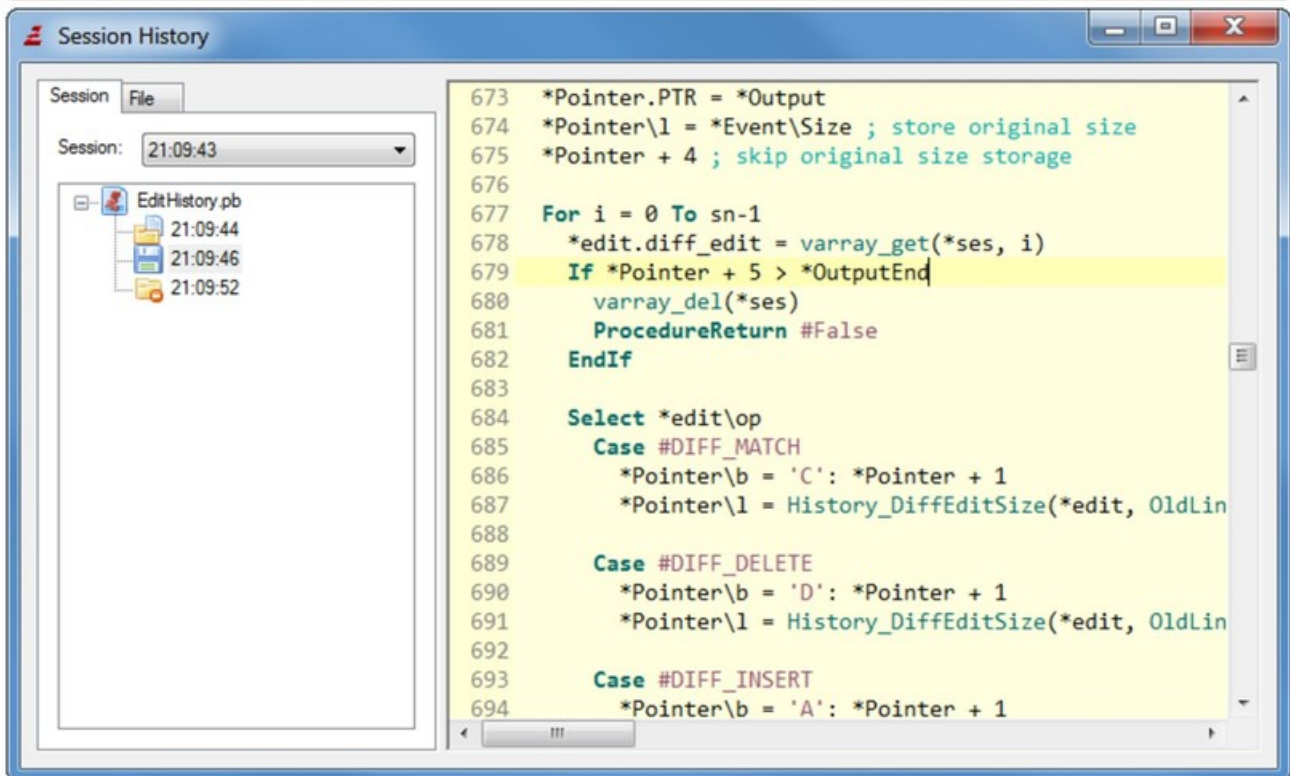 Session History
Session File
Session: 21:09:43
EditHistory.pb
21:09:44
21:09:46
21:09:52
673 *Pointer.PTR = *Output
674 *Pointer\l = *Event\Size ; store original size
675 *Pointer + 4 ; skip original size storage
676
677 For i = 0 To sn-1
678 *edit.diff_edit = varray_get(*ses, i)
679 If *Pointer + 5 > *OutputEnd
680 varray_del(*ses)
681 ProcedureReturn #False
682 EndIf
683
684 Select *edit\op
685 Case #DIFF_MATCH
686 *Pointer\b = 'C': *Pointer + 1
687 *Pointer\l = History_DiffEditSize(*edit, OldLin
688
689 Case #DIFF_DELETE
690 *Pointer\b = 'D': *Pointer + 1
691 *Pointer\l = History_DiffEditSize(*edit, OldLin
692
693 Case #DIFF_INSERT
694 *Pointer\b = 'A': *Pointer + 1